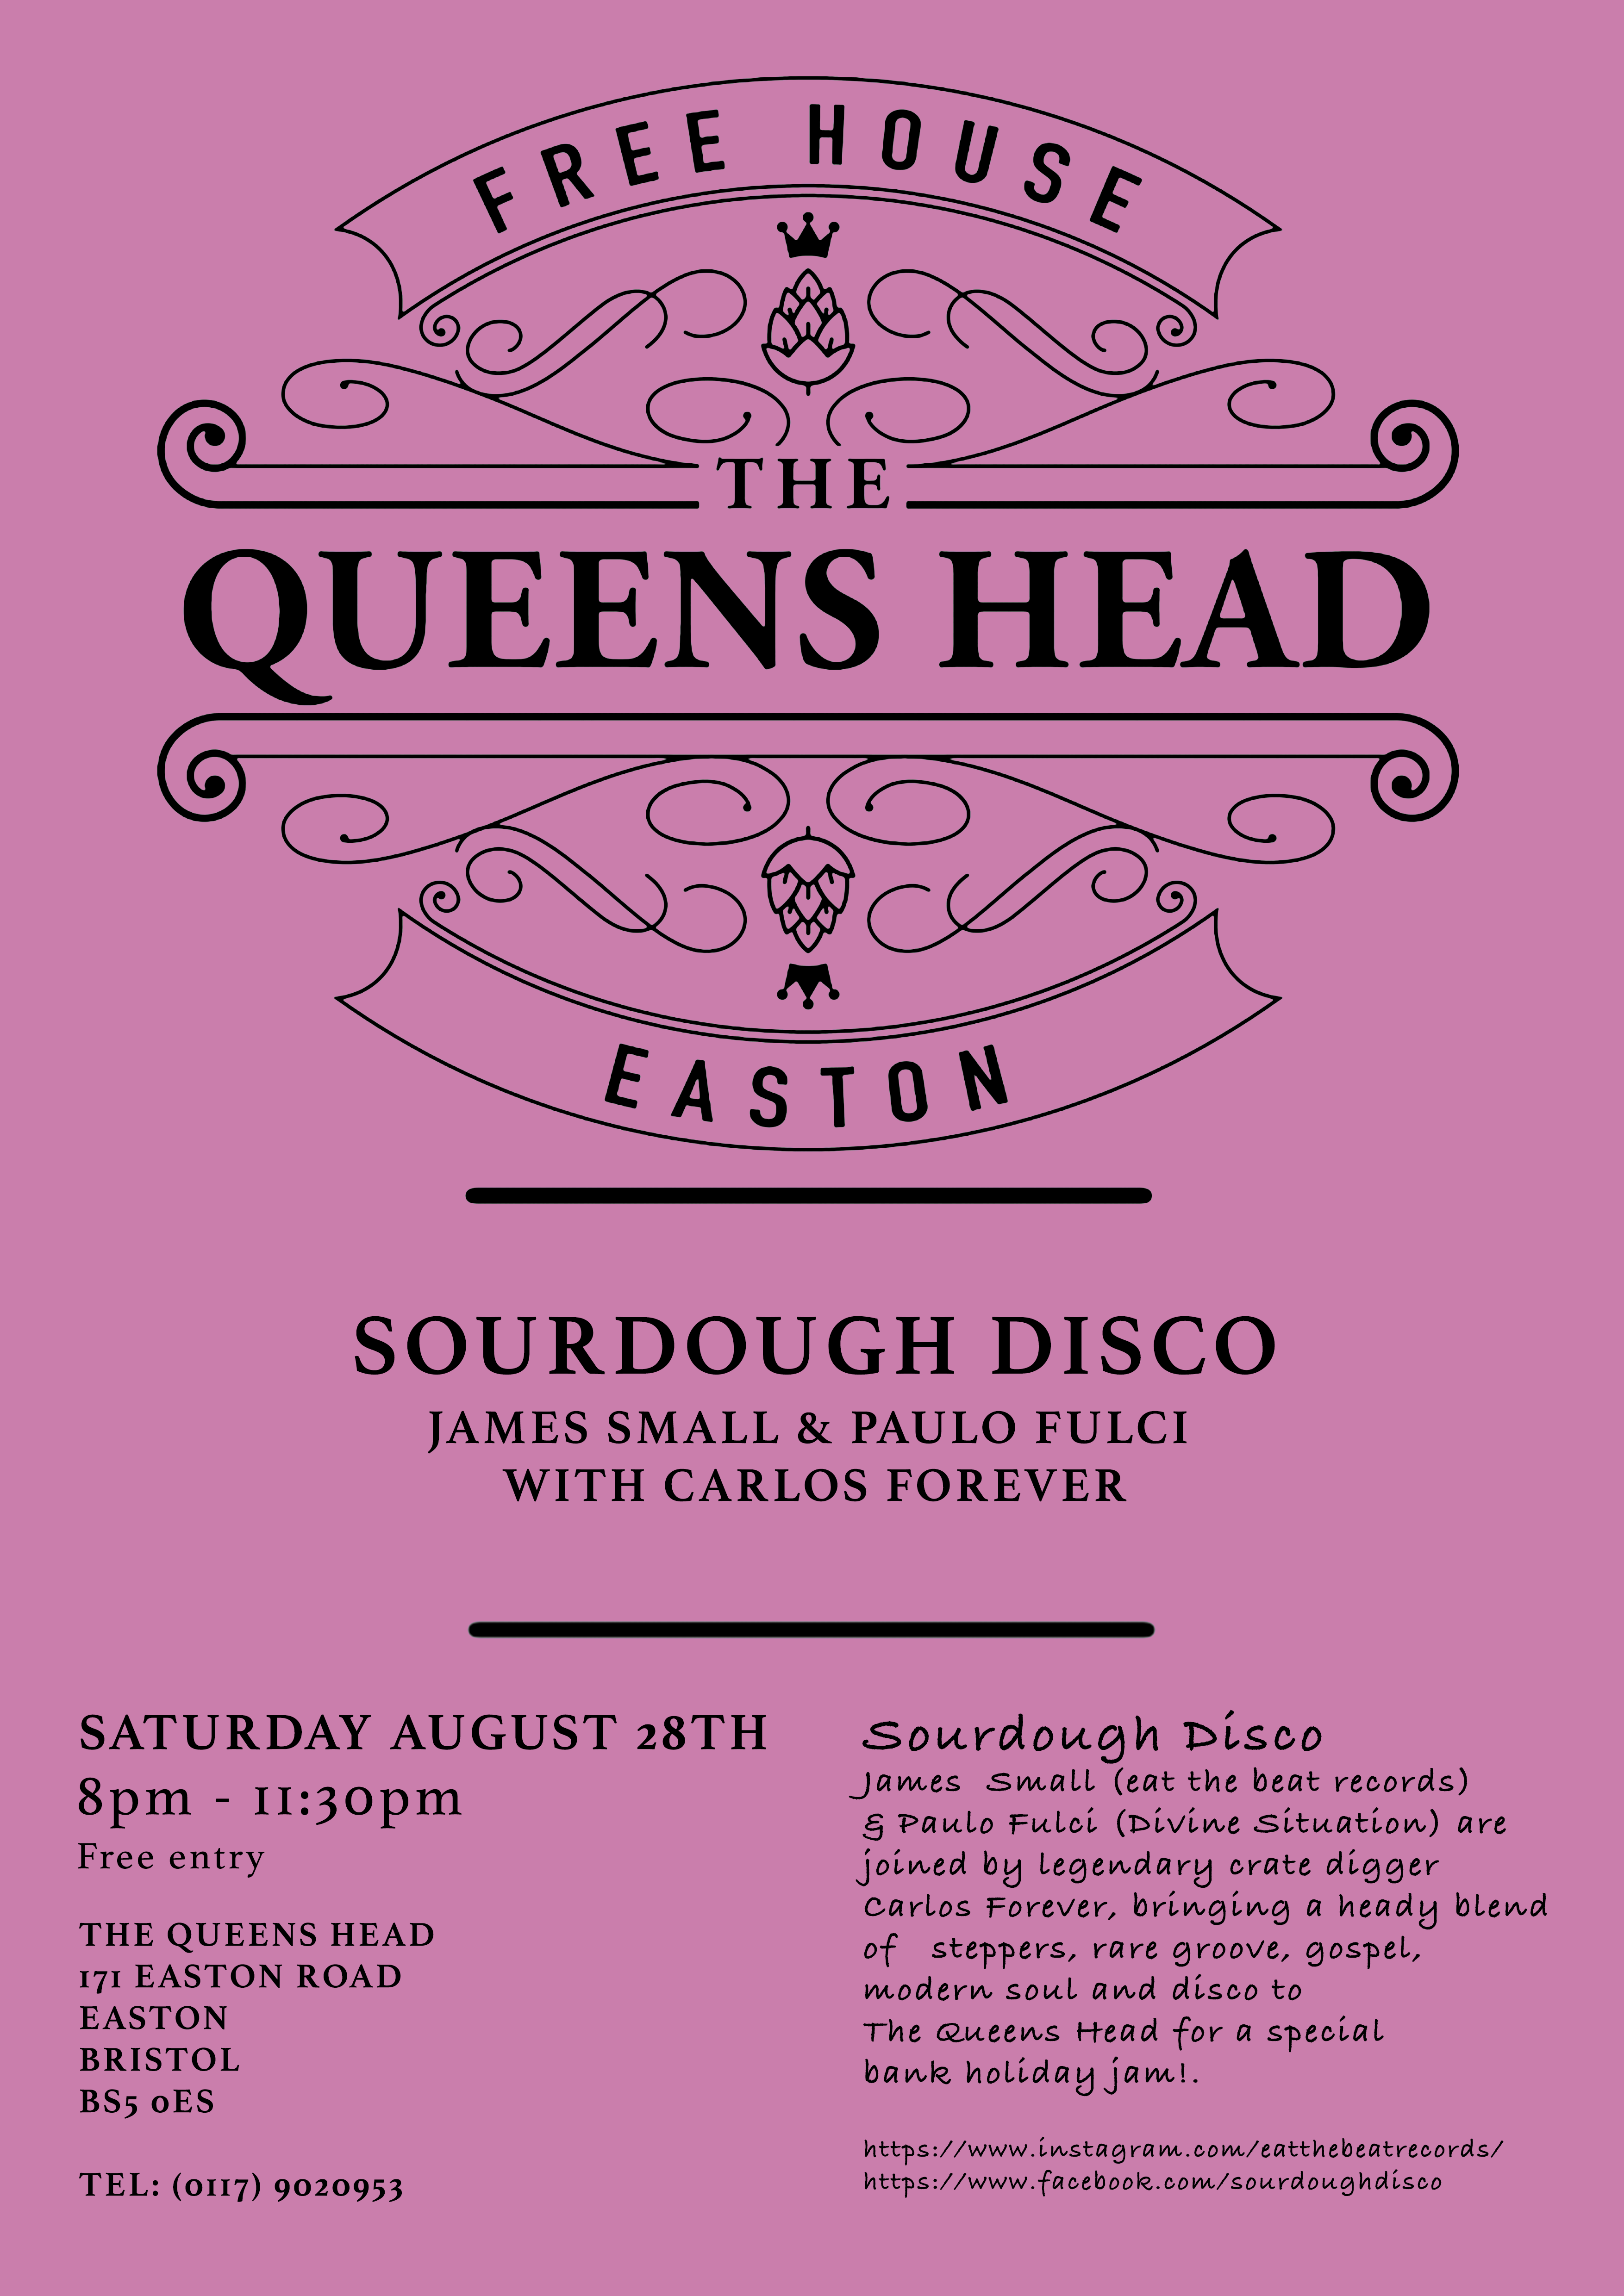 FREE HOUSE
THE
QUEENS HEAD
EASTON
SOURDOUGH DISCO
JAMES SMALL & PAULO FULCI
WITH CARLOS FOREVER
SATURDAY AUGUST 28TH
8pm - 11:30pm
Free entry
THE QUEENS HEAD
171 EASTON ROAD
EASTON
BRISTOL
BS5 0ES
TEL: (0117) 9020953
Sourdough Disco
James Small (eat the beat records)
& Paulo Fulci (Divine Situation) are
joined by legendary crate digger
Carlos Forever, bringing a heady blend
of steppers, rare groove, gospel,
modern soul and disco to
The Queens Head for a special
bank holiday jam!.
https://www.instagram.com/eatthebeatrecords/
https://www.facebook.com/sourdoughdisco